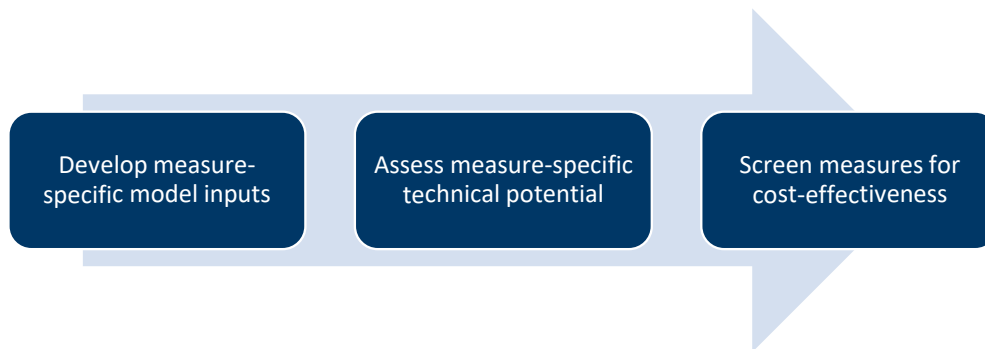 Develop measure-
specific model inputs
Assess measure-specific
technical potential
Screen measures for
cost-effectiveness